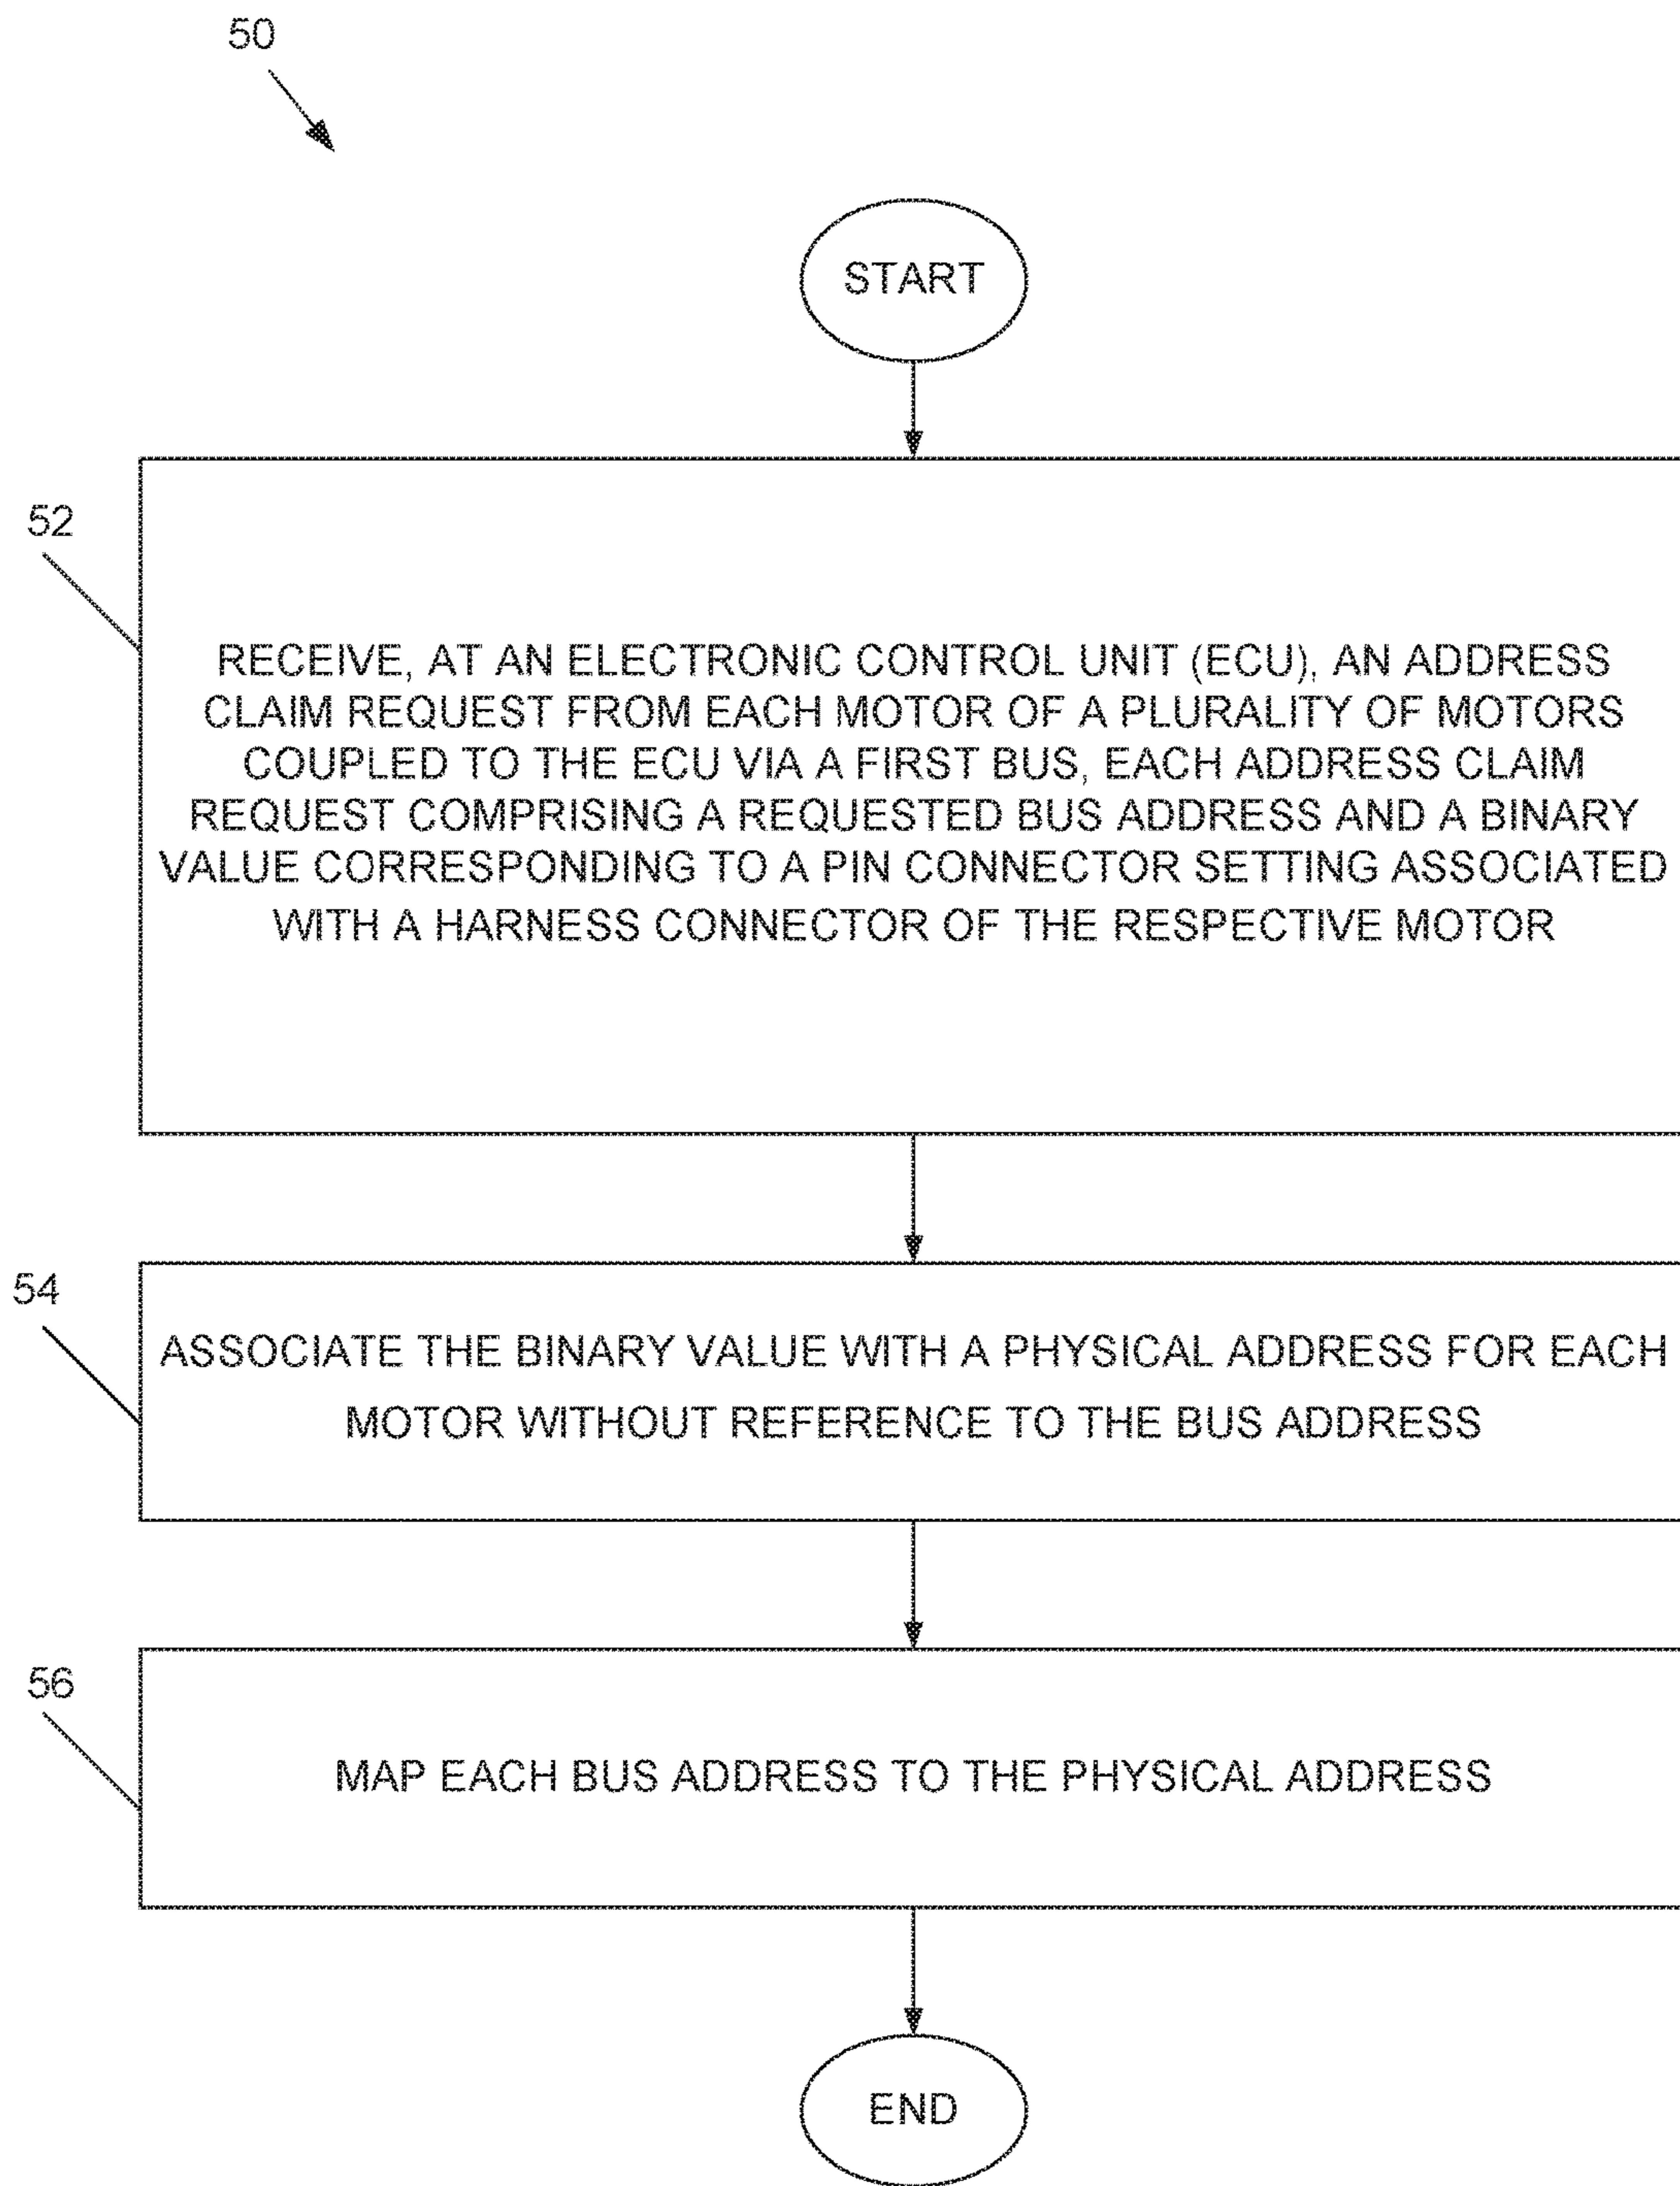 50
START
52
RECEIVE, AT AN ELECTRONIC CONTROL UNIT (ECU), AN ADDRESS
CLAIM REQUEST FROM EACH MOTOR OF A PLURALITY OF MOTORS
COUPLED TO THE ECU VIA A FIRST BUS, EACH ADDRESS CLAIM
REQUEST COMPRISING A REQUESTED BUS ADDRESS AND A BINARY
VALUE CORRESPONDING TO A PIN CONNECTOR SETTING ASSOCIATED
WITH A HARNESS CONNECTOR OF THE RESPECTIVE MOTOR
54
ASSOCIATE THE BINARY VALUE WITH A PHYSICAL ADDRESS FOR EACH
MOTOR WITHOUT REFERENCE TO THE BUS ADDRESS
56
MAP EACH BUS ADDRESS TO THE PHYSICAL ADDRESS
END